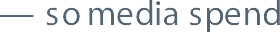 — so media spend